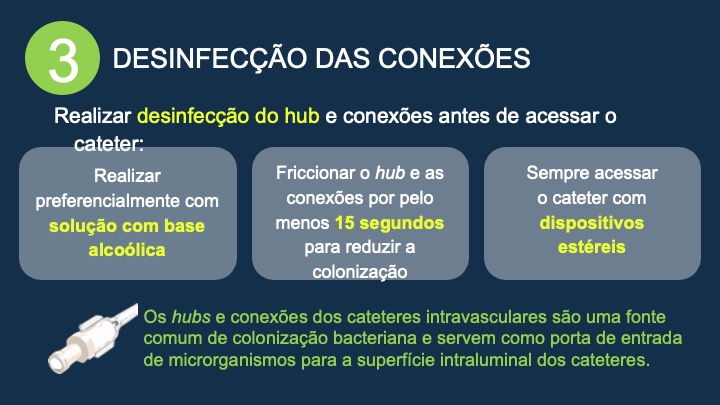 3
DESINFECÇÃO DAS CONEXÕES
Realizar desinfecção do hub e conexões antes de acessar o
cateter:
Realizar
preferencialmente com
solução com base
alcoólica
Friccionar o hub e as
conexões por pelo
menos 15 segundos
para reduzir a
colonização
Sempre acessar
o cateter com
dispositivos
estéreis
Os hubs e conexões dos cateteres intravasculares são uma fonte
comum de colonização bacteriana e servem como porta de entrada
de microrganismos para a superfície intraluminal dos cateteres.